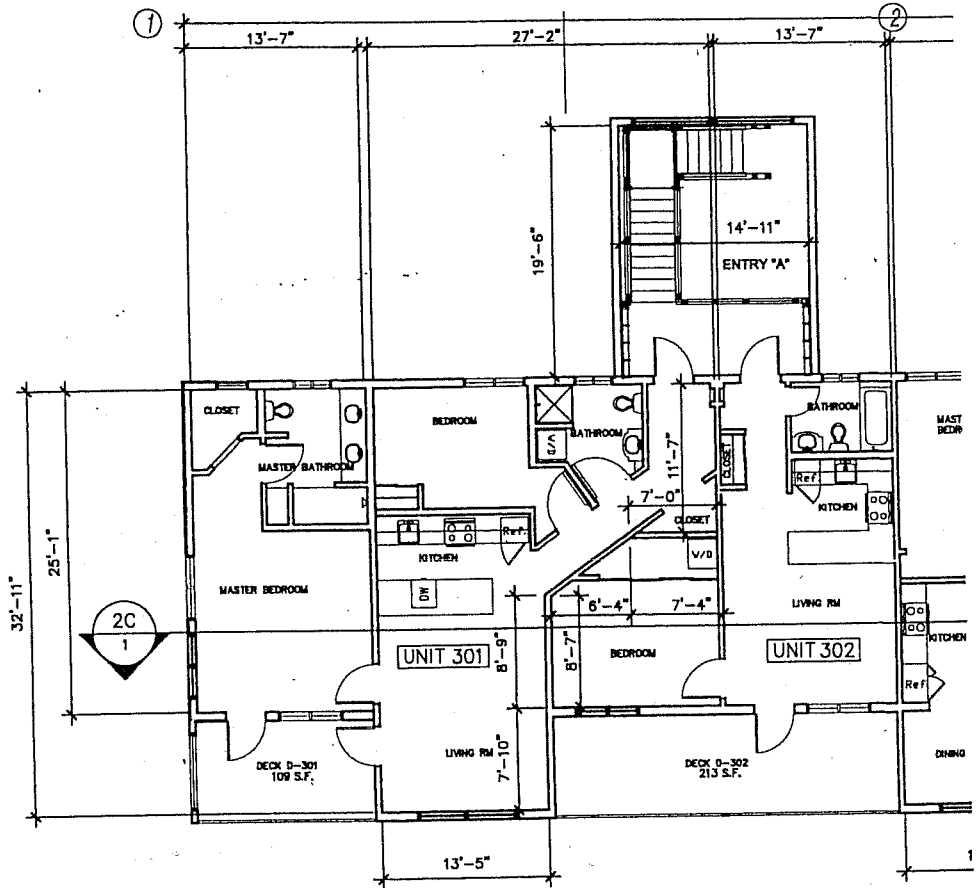 1
2
13'-7"
27'-2"
13'-7"
19'-6"
14'-11"
ENTRY "A"
CLOSET
MASTER BATHROOM
BEDROOM
BATHROOM
11'-7"
7'-0"
CLOSET
CLOSET
BATHROOM
MAST
BEDR
Ref
KITCHEN
Ref.
KITCHEN
DW
W/D
32'-11"
25'-1"
MASTER BEDROOM
6'-4"
7'-4"
LIVING RM
2C
1
UNIT 301
8'-9"
8'-7"
BEDROOM
UNIT 302
KITCHEN
Ref
7'-10"
LIVING RM
DECK D-301
109 S.F.
DECK D-302
213 S.F.
DINING
13'-5"
1